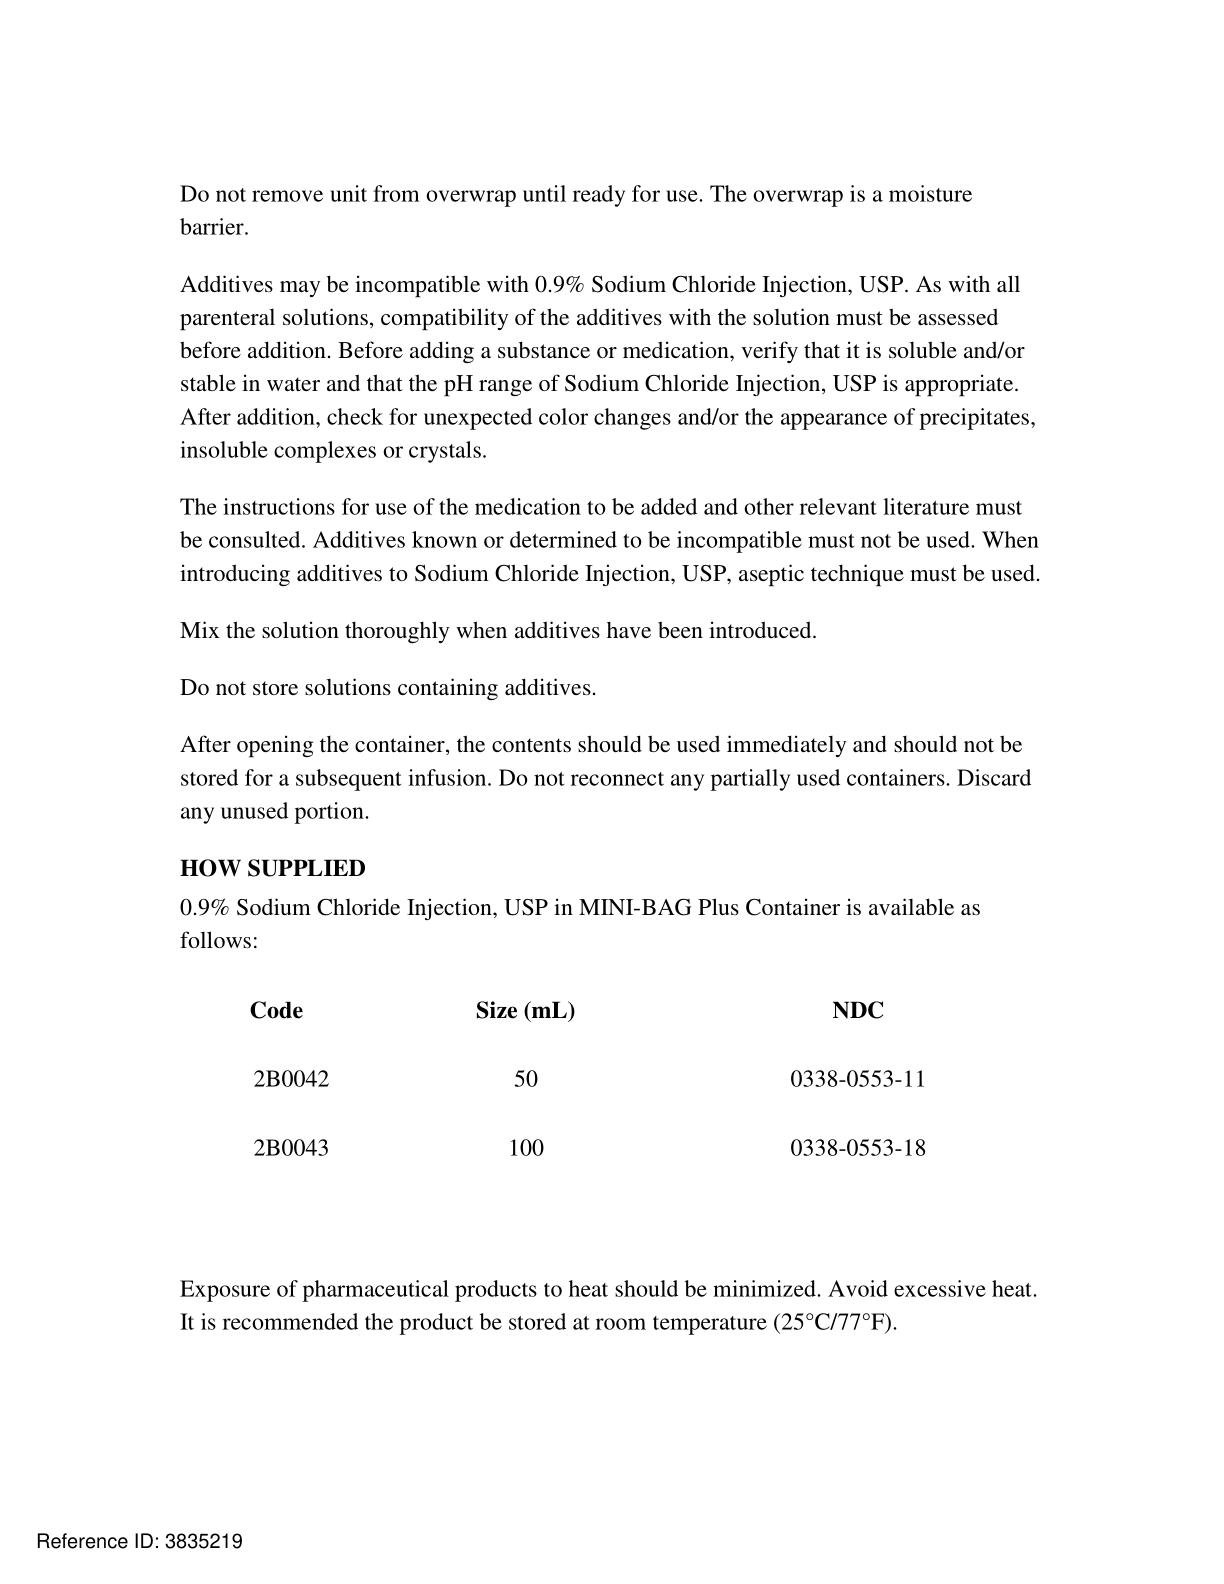 Do not remove unit from overwrap until ready for use. The overwrap is a moisture
barrier.
Additives may be incompatible with 0.9% Sodium Chloride Injection, USP. As with all
parenteral solutions, compatibility of the additives with the solution must be assessed
before addition. Before adding a substance or medication, verify that it is soluble and/or
stable in water and that the pH range of Sodium Chloride Injection, USP is appropriate.
After addition, check for unexpected color changes and/or the appearance of precipitates,
insoluble complexes or crystals.
The instructions for use of the medication to be added and other relevant literature must
be consulted. Additives known or determined to be incompatible must not be used. When
introducing additives to Sodium Chloride Injection, USP, aseptic technique must be used.
Mix the solution thoroughly when additives have been introduced.
Do not store solutions containing additives.
After opening the container, the contents should be used immediately and should not be
stored for a subsequent infusion. Do not reconnect any partially used containers. Discard
any unused portion.
HOW SUPPLIED
0.9% Sodium Chloride Injection, USP in MINI-BAG Plus Container is available as
follows:
Code Size (mL) NDC
2B0042 50 0338-0553-11
2B0043 100 0338-0553-18
Exposure of pharmaceutical products to heat should be minimized. Avoid excessive heat.
It is recommended the product be stored at room temperature (25°C/77°F).
Reference ID: 3835219